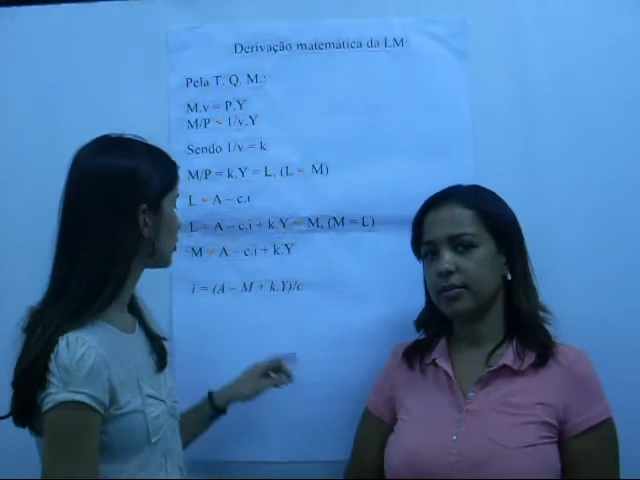 Derivação matemática da LM:
Pela T. Q. M.:
M.v = P.Y
M/P = 1/v.Y
Sendo 1/v = k
M/P = k.Y = L, (L = M)
L = A – c.i
L = A – c.i + k.Y = M, (M = L)
M = A – c.i + k.Y
i = (A – M + k.Y)/c